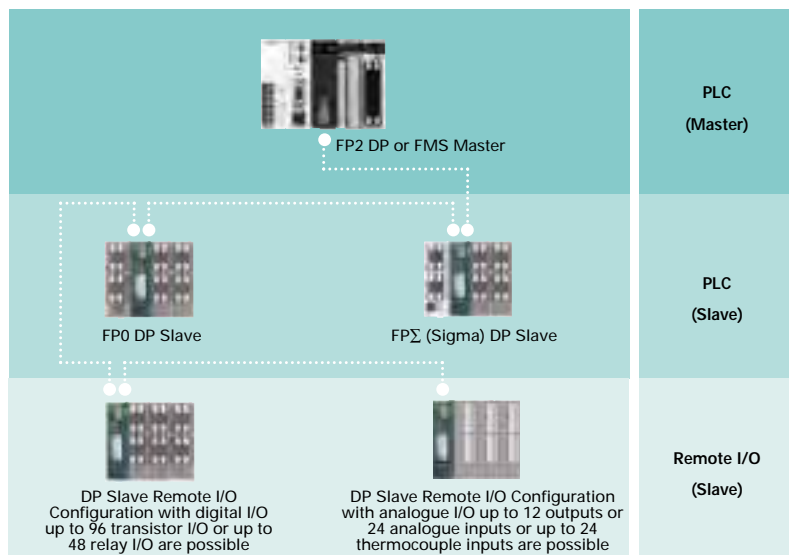 FP2 DP or FMS Master
PLC
(Master)
FP0 DP Slave
FPΣ (Sigma) DP Slave
PLC
(Slave)
DP Slave Remote I/O
Configuration with digital I/O
up to 96 transistor I/O or up to
48 relay I/O are possible
DP Slave Remote I/O Configuration
with analogue I/O up to 12 outputs or
24 analogue inputs or up to 24
thermocouple inputs are possible
Remote I/O
(Slave)